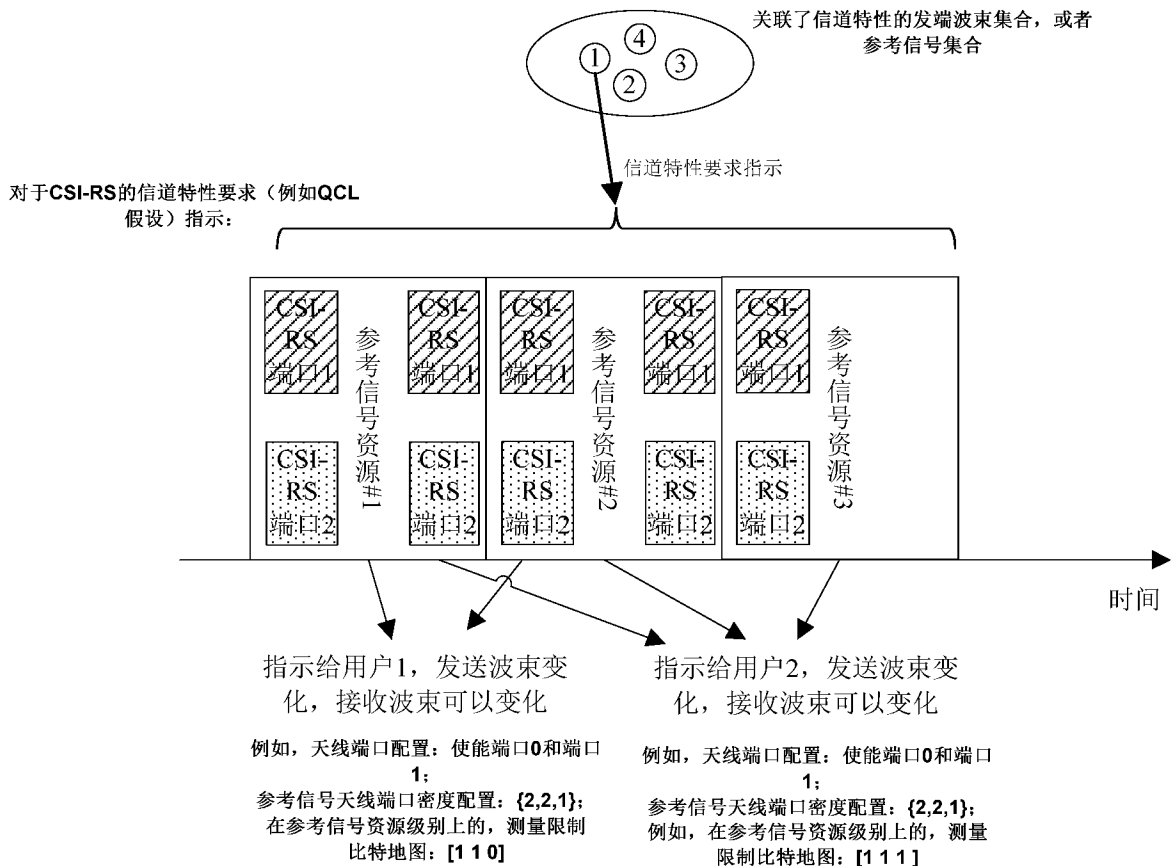 关联了信道特性的发端波束集合，或者
参考信号集合
4
1
3
2
信道特性要求指示
对于CSI-RS的信道特性要求（例如QCL
假设）指示：
CSI-
RS
端口1
参考信号资源#1
CSI-
RS
端口1
CSI-
RS
端口1
参考信号资源#2
CSI-
RS
端口1
CSI-
RS
端口1
参考信号资源#3
CSI-
RS
端口2
CSI-
RS
端口2
CSI-
RS
端口2
CSI-
RS
端口2
CSI-
RS
端口2
时间
指示给用户1，发送波束变
化，接收波束可以变化
例如，天线端口配置：使能端口0和端口
1；
参考信号天线端口密度配置：{2,2,1}；
在参考信号资源级别上的，测量限制
比特地图：[1 1 0]
指示给用户2，发送波束变
化，接收波束可以变化
例如，天线端口配置：使能端口0和端口
1；
参考信号天线端口密度配置：{2,2,1}；
例如，在参考信号资源级别上的，测量
限制比特地图：[1 1 1 ]